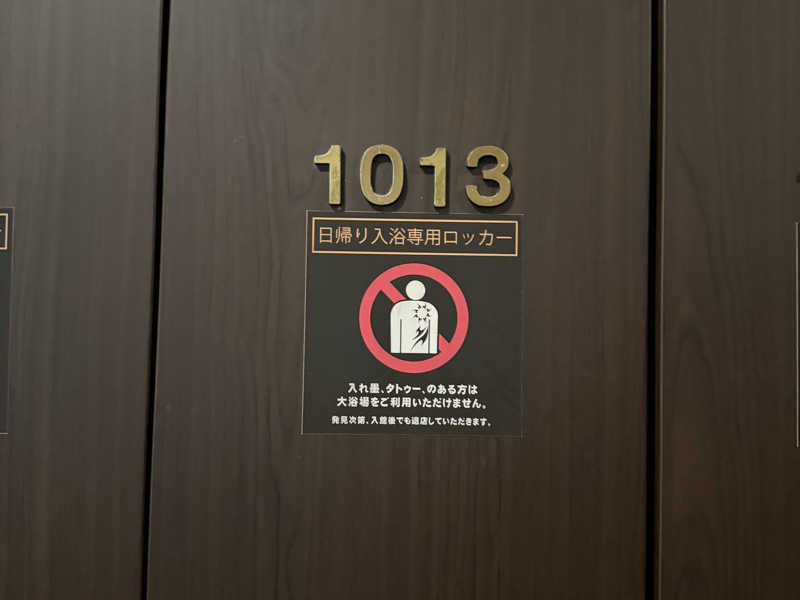 1013
日帰り入浴専用ロッカー
入れ墨、タトゥー、のある方は
大浴場をご利用いただけません。
発見次第、入館後でも退店していただきます。